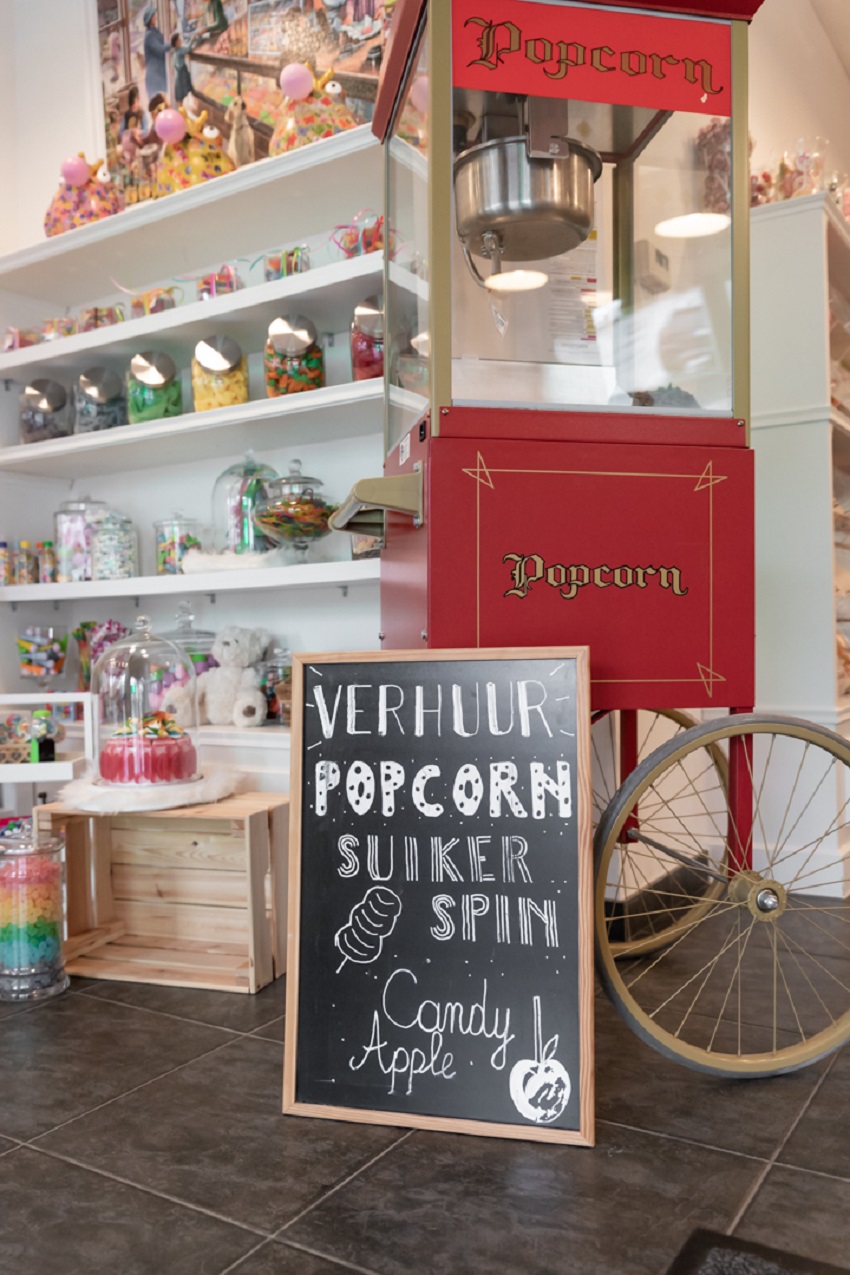 Popcorn
Popcorn
VERHUUR
POPCORN
SUIKER
SPIN
Candy
Apple